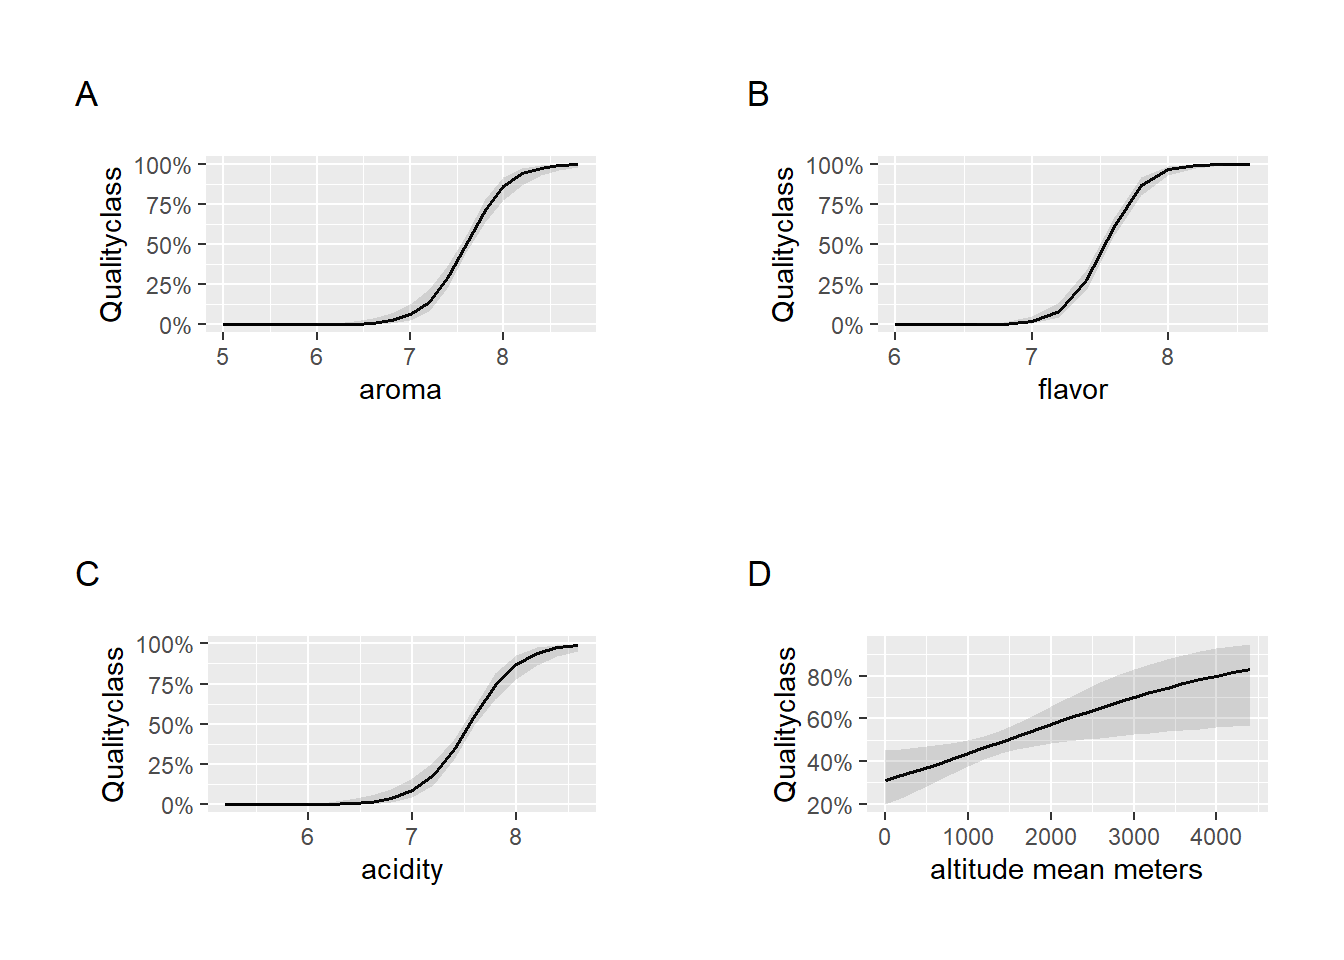 A
Qualityclass
100%
75%
50%
25%
0%
5 6 7 8
aroma
B
Qualityclass
100%
75%
50%
25%
0%
6 7 8
flavor
C
Qualityclass
100%
75%
50%
25%
0%
6 7 8
acidity
D
Qualityclass
80%
60%
40%
20%
0 1000 2000 3000 4000
altitude mean meters